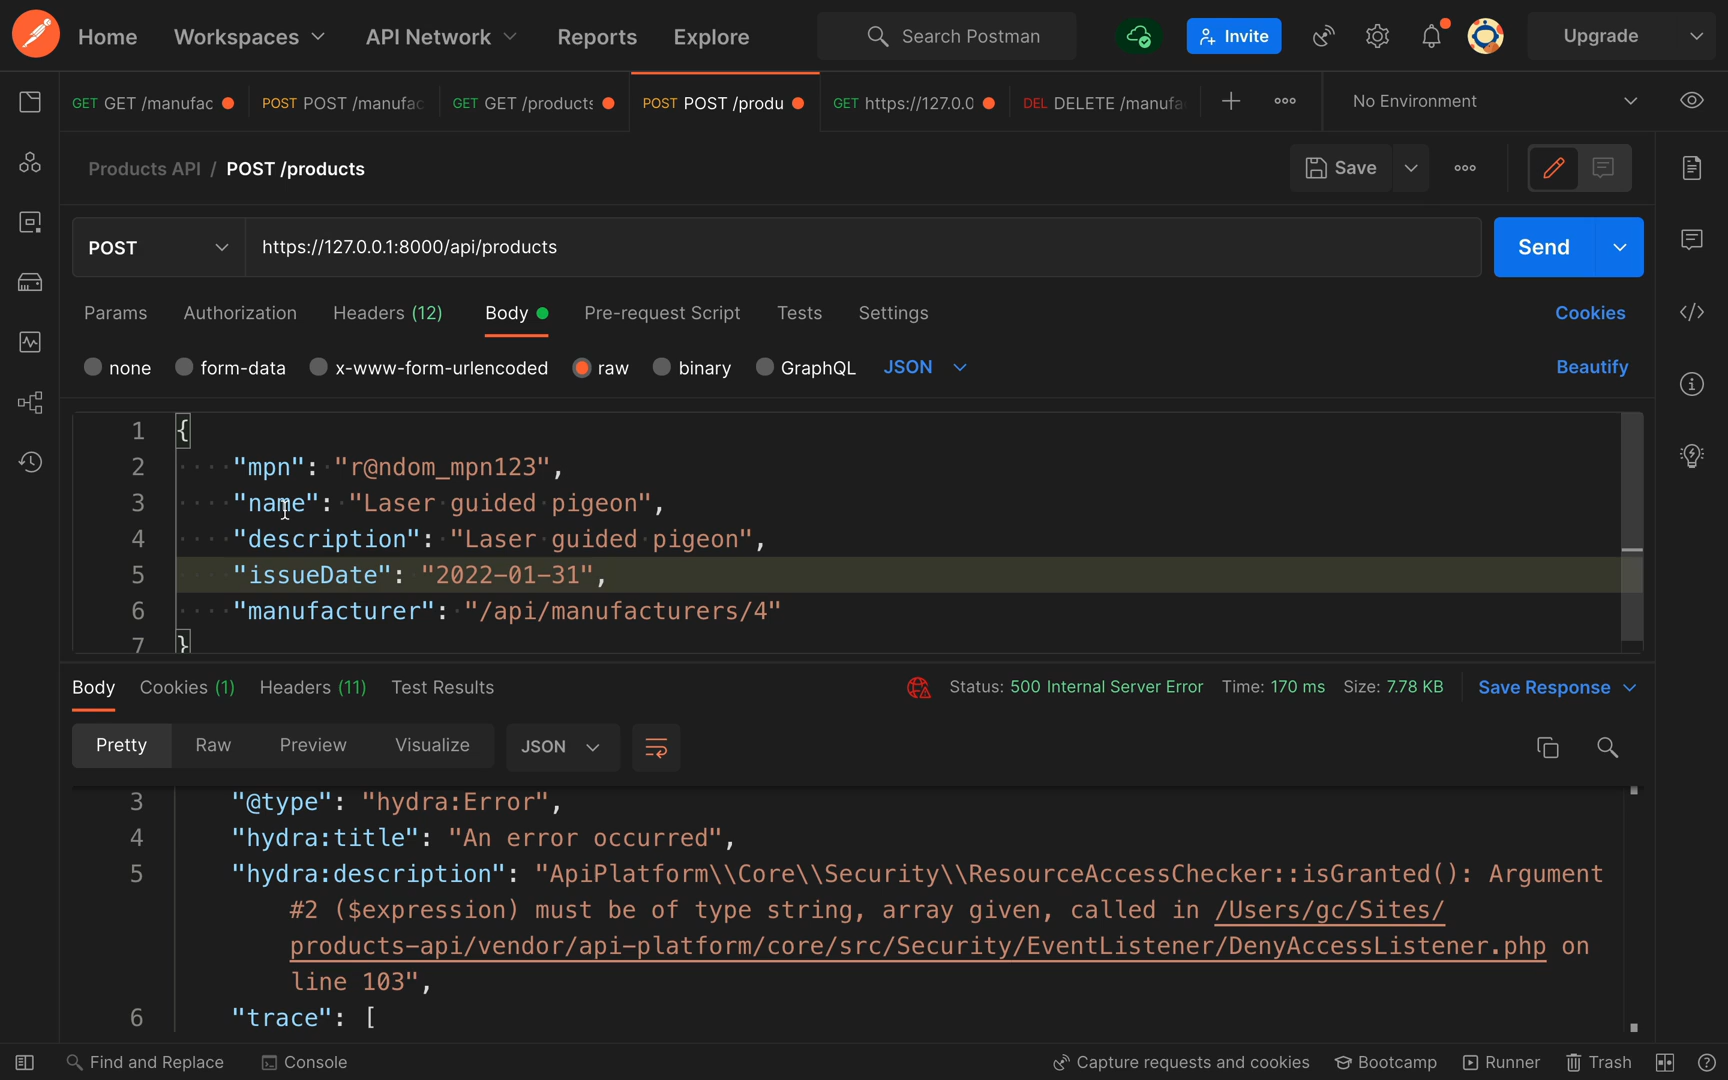 Home Workspaces API Network Reports Explore Search Postman Invite Upgrade
GET GET /manufac POST POST /manufac GET GET /products POST POST /produ GET https://127.0.0 DEL DELETE /manufa No Environment
Products API / POST /products Save
POST https://127.0.0.1:8000/api/products Send
Params Authorization Headers (12) Body Pre-request Script Tests Settings Cookies
none form-data x-www-form-urlencoded raw binary GraphQL JSON Beautify
1 {
2 "mpn": "r@ndom_mpn123",
3 "name": "Laser guided pigeon",
4 "description": "Laser guided pigeon",
5 "issueDate": "2022-01-31",
6 "manufacturer": "/api/manufacturers/4"
7 }
Body Cookies (1) Headers (11) Test Results Status: 500 Internal Server Error Time: 170 ms Size: 7.78 KB Save Response
Pretty Raw Preview Visualize JSON
3 "@type": "hydra:Error",
4 "hydra:title": "An error occurred",
5 "hydra:description": "ApiPlatform\\Core\\Security\\ResourceAccessChecker::isGranted(): Argument
#2 ($expression) must be of type string, array given, called in /Users/gc/Sites/
products-api/vendor/api-platform/core/src/Security/EventListener/DenyAccessListener.php on
line 103",
6 "trace": [
Find and Replace Console Capture requests and cookies Bootcamp Runner Trash